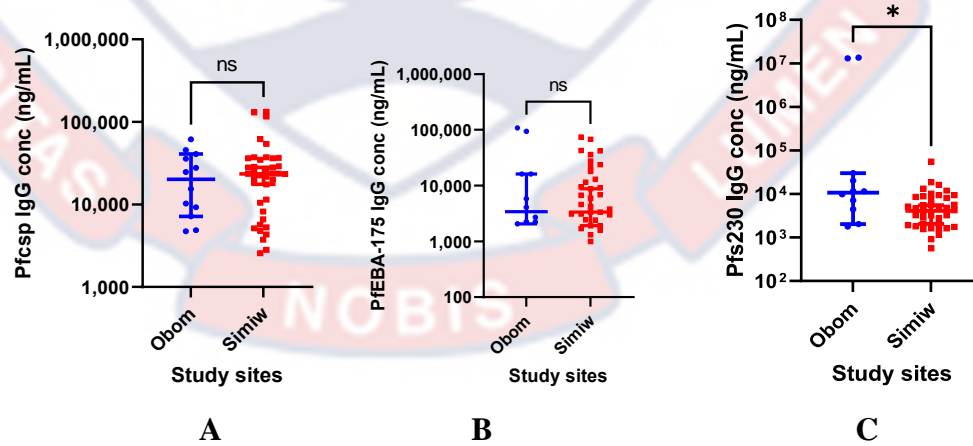 Pfcsp IgG conc (ng/mL)
1,000,000
100,000
10,000
1,000
ns
Obom
Simiw
Study sites
A
PfEBA-175 IgG conc (ng/mL)
1,000,000
100,000
10,000
1,000
100
ns
Obom
Simiw
Study sites
B
Pfs230 IgG conc (ng/mL)
10⁸
10⁷
10⁶
10⁵
10⁴
10³
10²
*
Obom
Simiw
Study sites
C
NOBIS
LUMEN